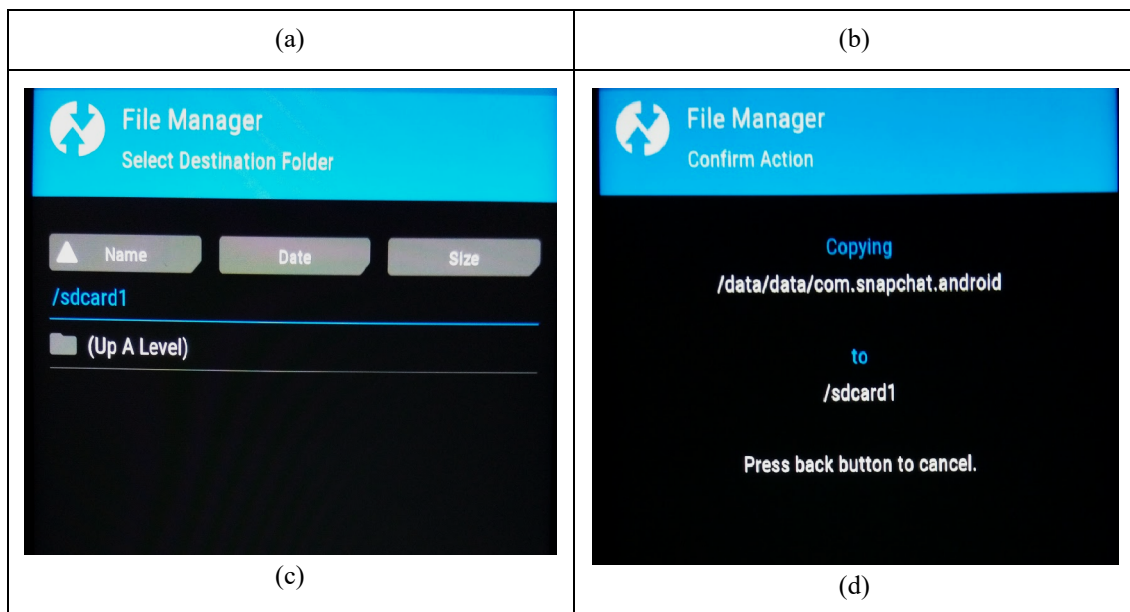 (a)
(b)
File Manager
Select Destination Folder
Name
Date
Size
/sdcard1
(Up A Level)
(c)
File Manager
Confirm Action
Copying
/data/data/com.snapchat.android
to
/sdcard1
Press back button to cancel.
(d)